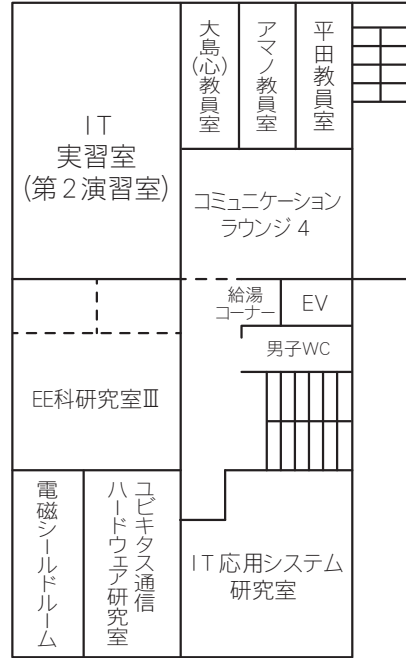 IT
実習室
(第2演習室)
大島(心)教員室
アマノ教員室
平田教員室
コミュニケーション
ラウンジ4
給湯
コーナー
EV
男子WC
EE科研究室Ⅲ
電磁シールドルーム
ユビキタス通信
ハードウェア研究室
IT応用システム
研究室